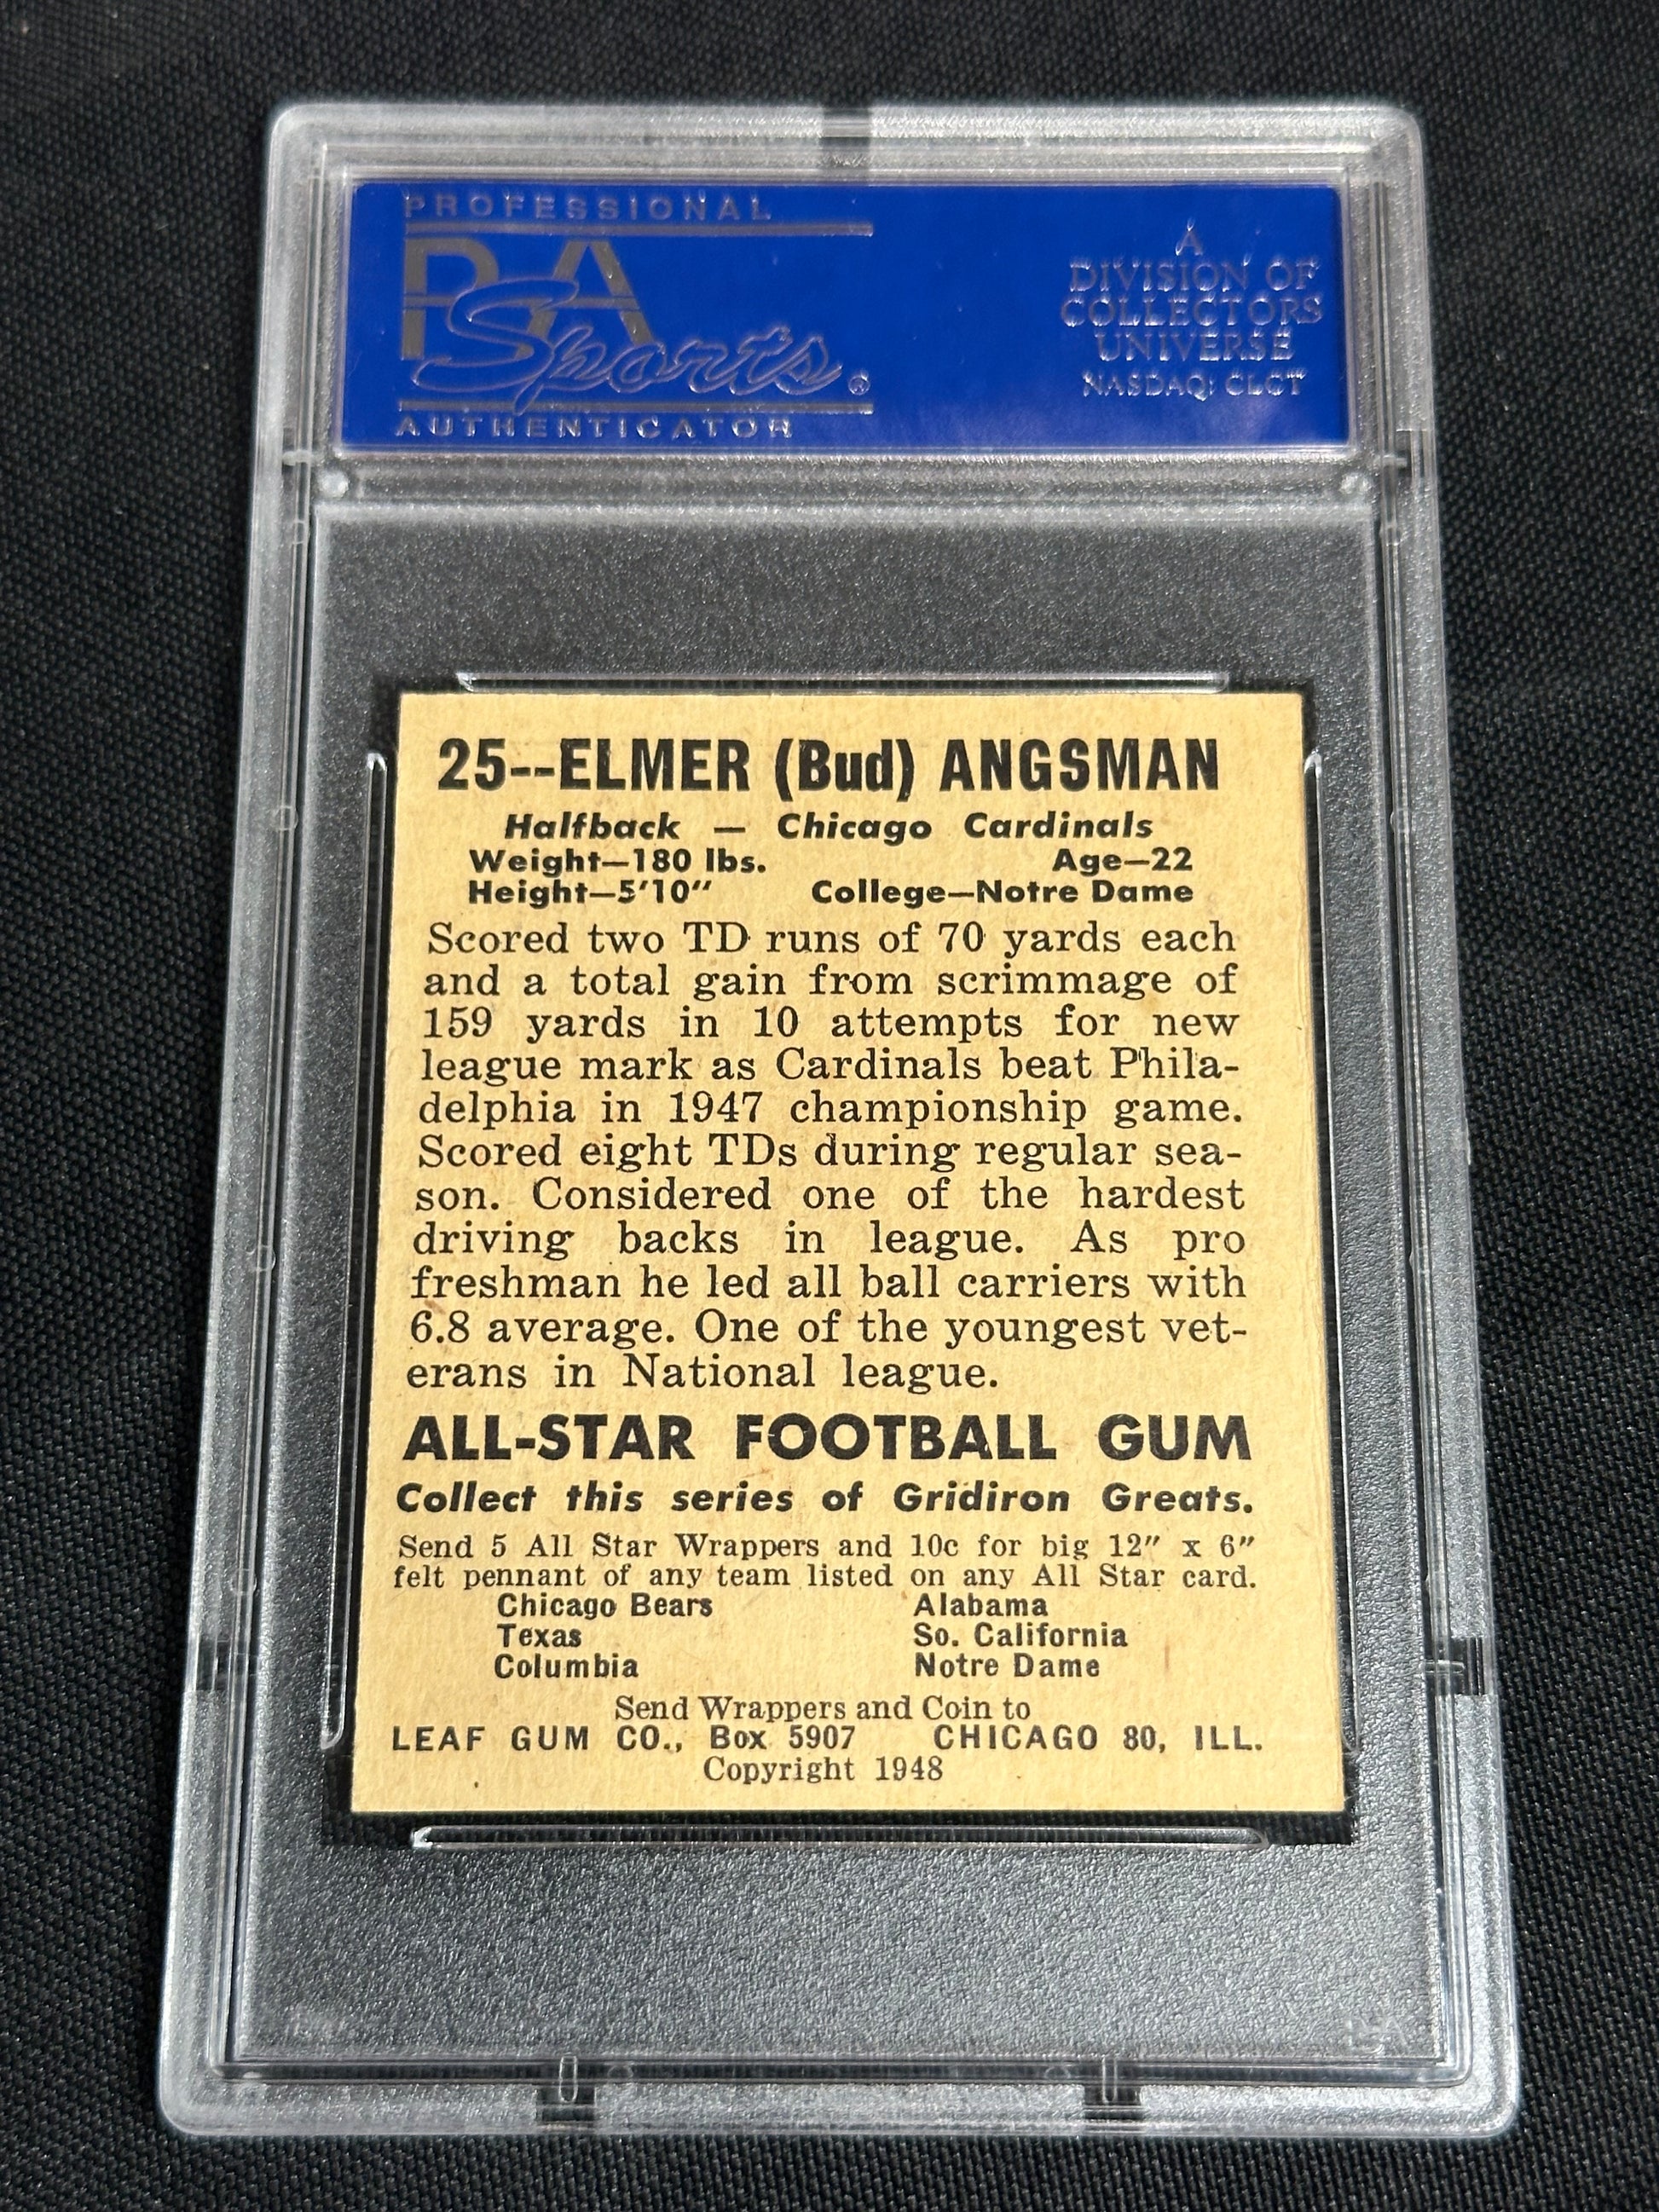 PROFESSIONAL
PSA
Sports®
AUTHENTICATOR
A
DIVISION OF
COLLECTORS
UNIVERSE
NASDAQ: CLCT
25--ELMER (Bud) ANGSMAN
Halfback — Chicago Cardinals
Weight—180 lbs. Age—22
Height—5'10" College—Notre Dame
Scored two TD runs of 70 yards each
and a total gain from scrimmage of
159 yards in 10 attempts for new
league mark as Cardinals beat Phila-
delphia in 1947 championship game.
Scored eight TDs during regular sea-
son. Considered one of the hardest
driving backs in league. As pro
freshman he led all ball carriers with
6.8 average. One of the youngest vet-
erans in National league.
ALL-STAR FOOTBALL GUM
Collect this series of Gridiron Greats.
Send 5 All Star Wrappers and 10c for big 12" x 6"
felt pennant of any team listed on any All Star card.
Chicago Bears Alabama
Texas So. California
Columbia Notre Dame
Send Wrappers and Coin to
LEAF GUM CO., Box 5907 CHICAGO 80, ILL.
Copyright 1948